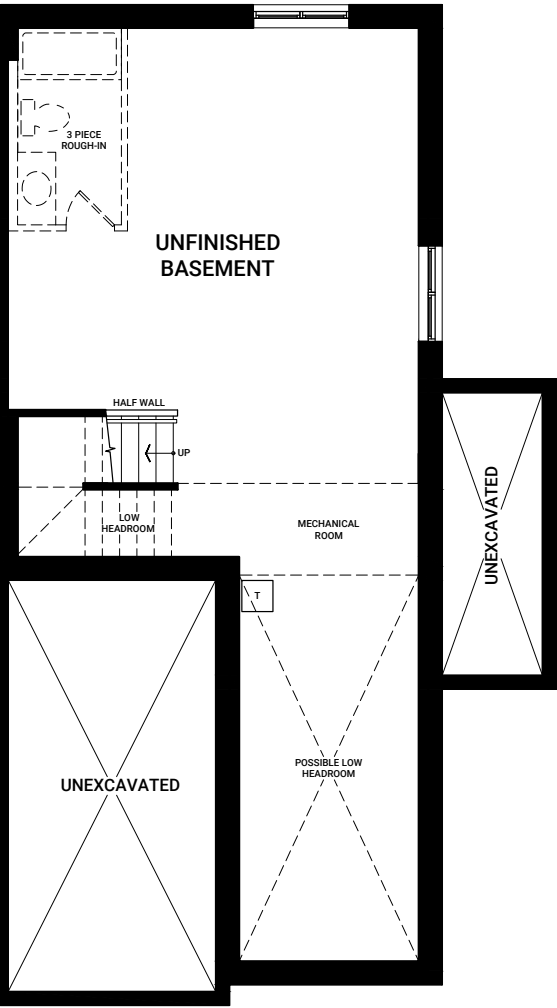 3 PIECE
ROUGH-IN
UNFINISHED
BASEMENT
HALF WALL
UP
LOW
HEADROOM
MECHANICAL
ROOM
UNEXCAVATED
T
POSSIBLE LOW
HEADROOM
UNEXCAVATED